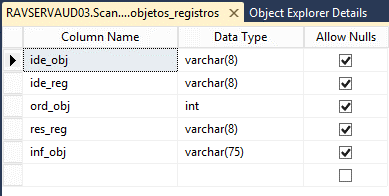 RAVSERVAUD03.Scan....objetos_registros
Object Explorer Details
Column Name Data Type Allow Nulls
ide_obj varchar(8)
ide_reg varchar(8)
ord_obj int
res_reg varchar(8)
inf_obj varchar(75)